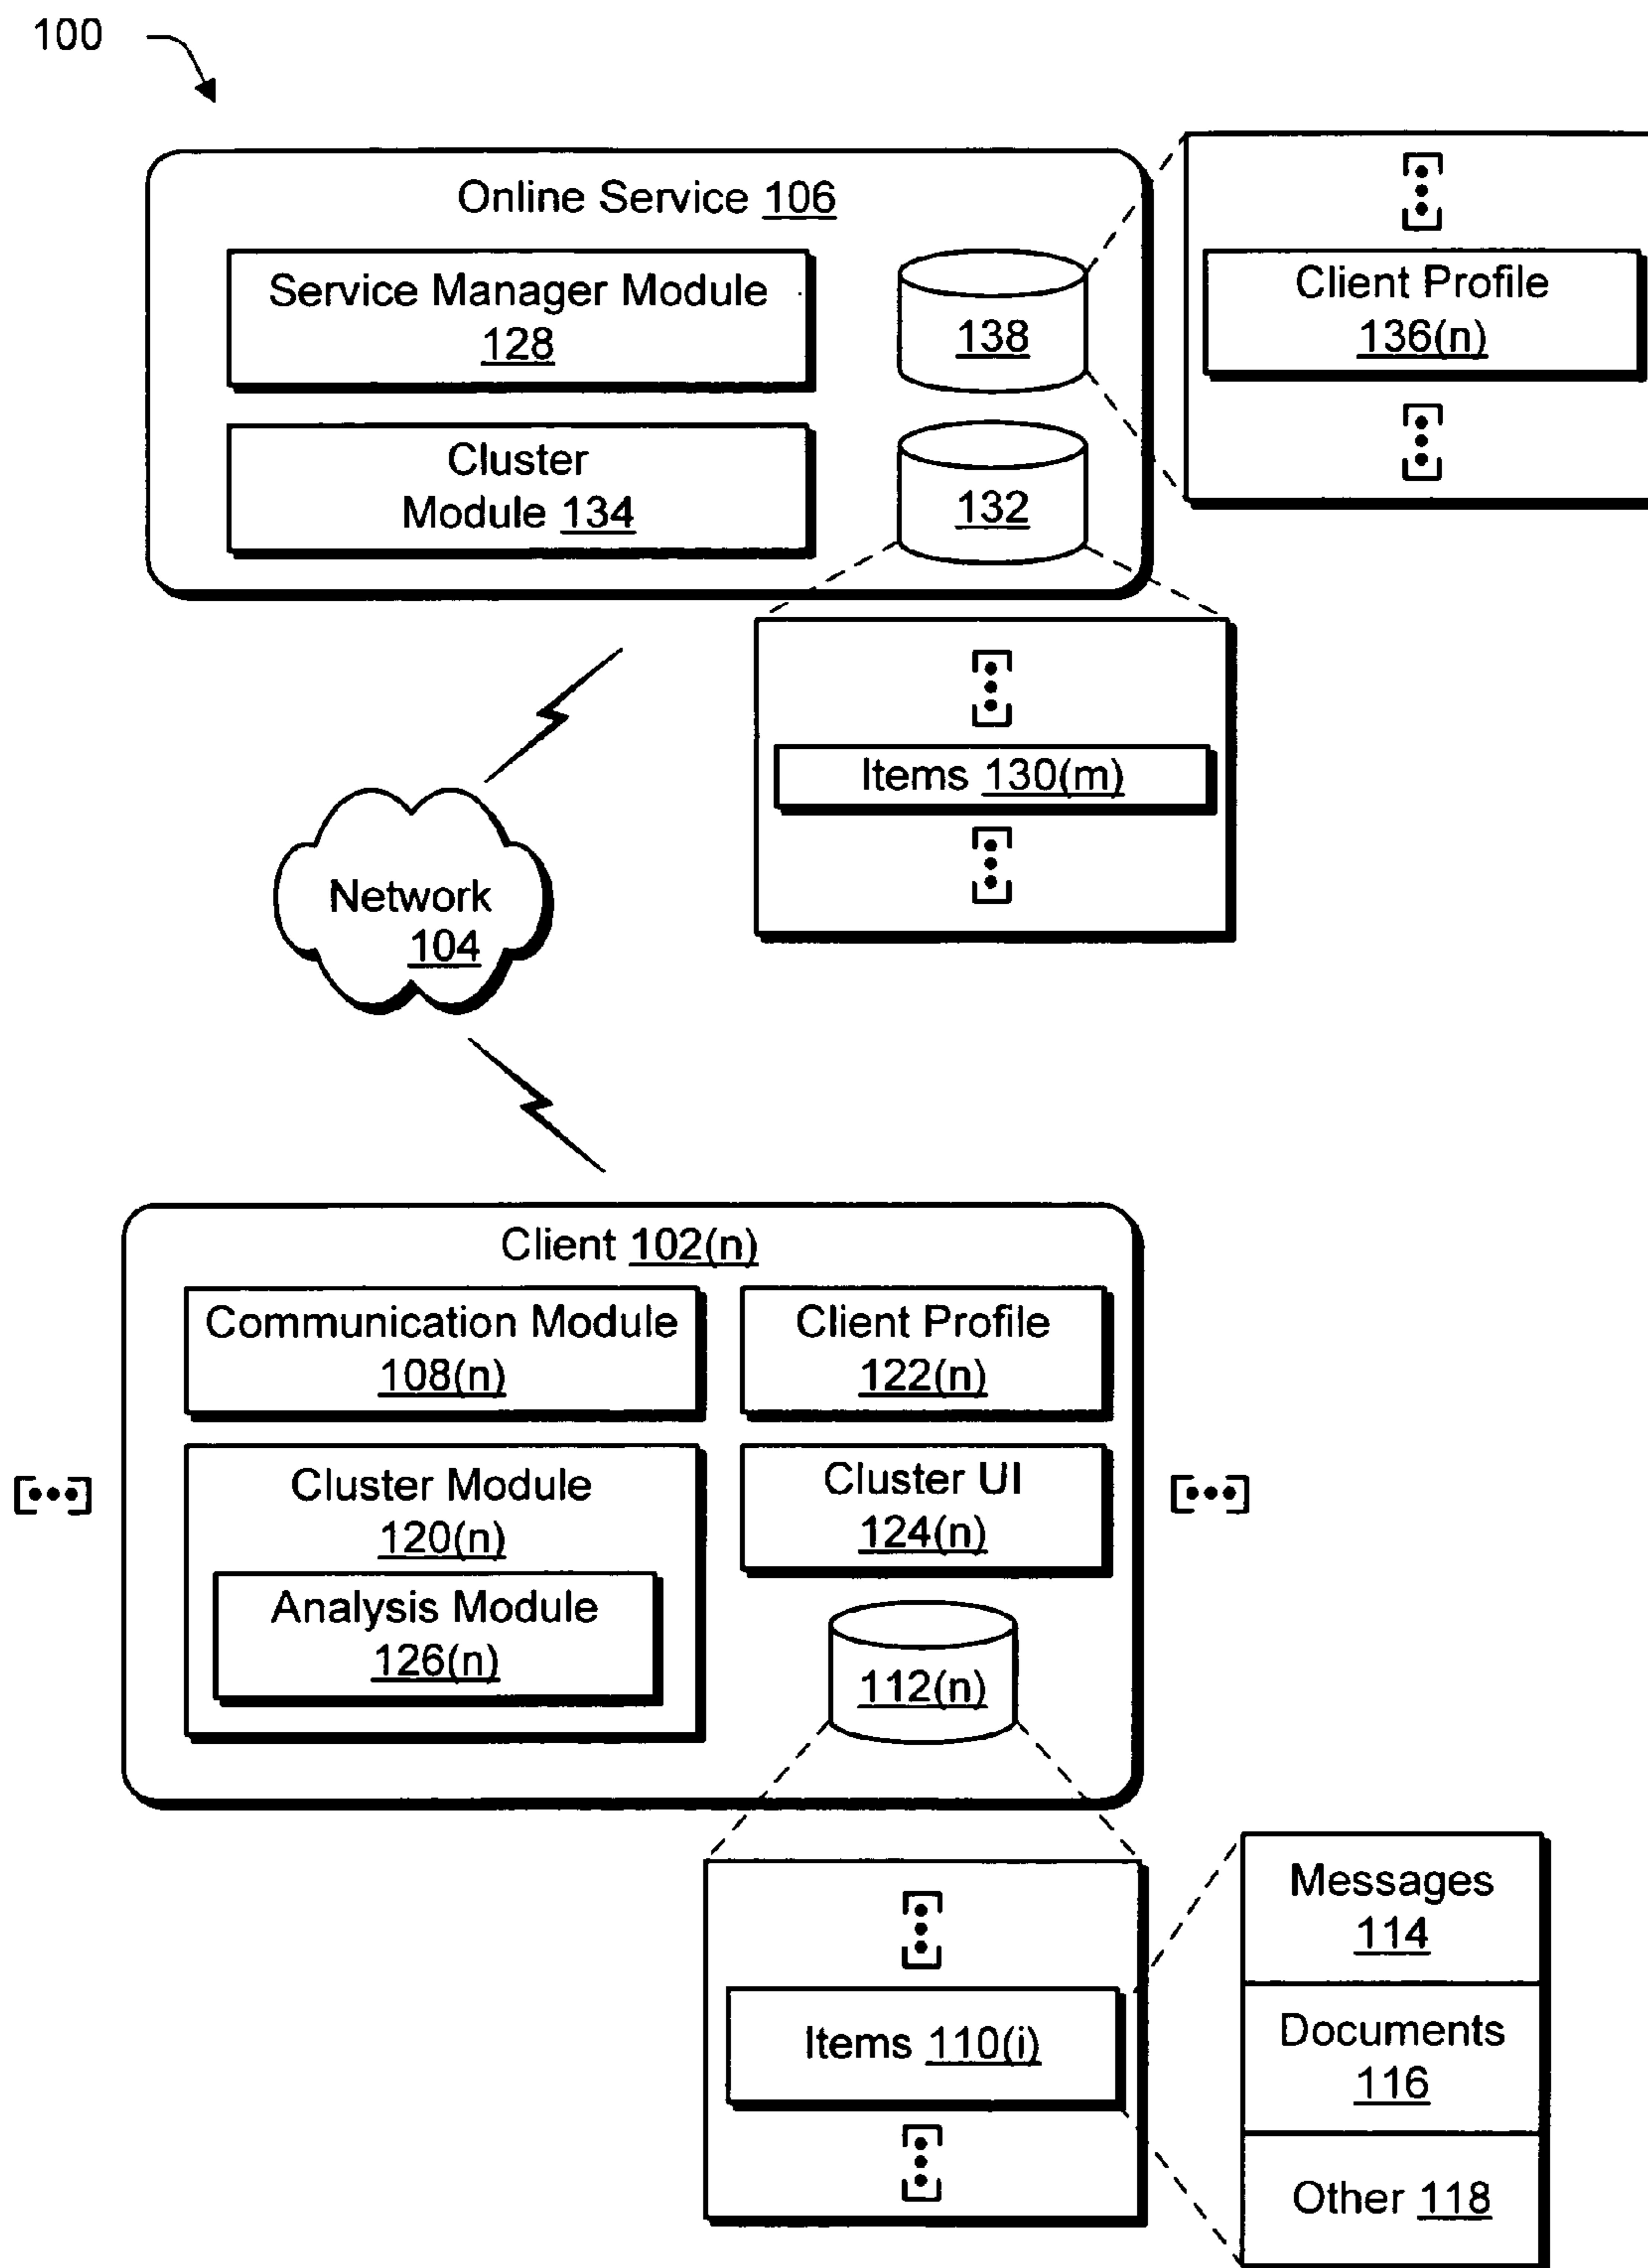 100
Online Service 106
Service Manager Module
128
138
Client Profile
136(n)
Cluster
Module 134
132
Items 130(m)
Network
104
Client 102(n)
Communication Module
108(n)
Client Profile
122(n)
Cluster Module
120(n)
Cluster UI
124(n)
Analysis Module
126(n)
112(n)
Items 110(i)
Messages
114
Documents
116
Other 118